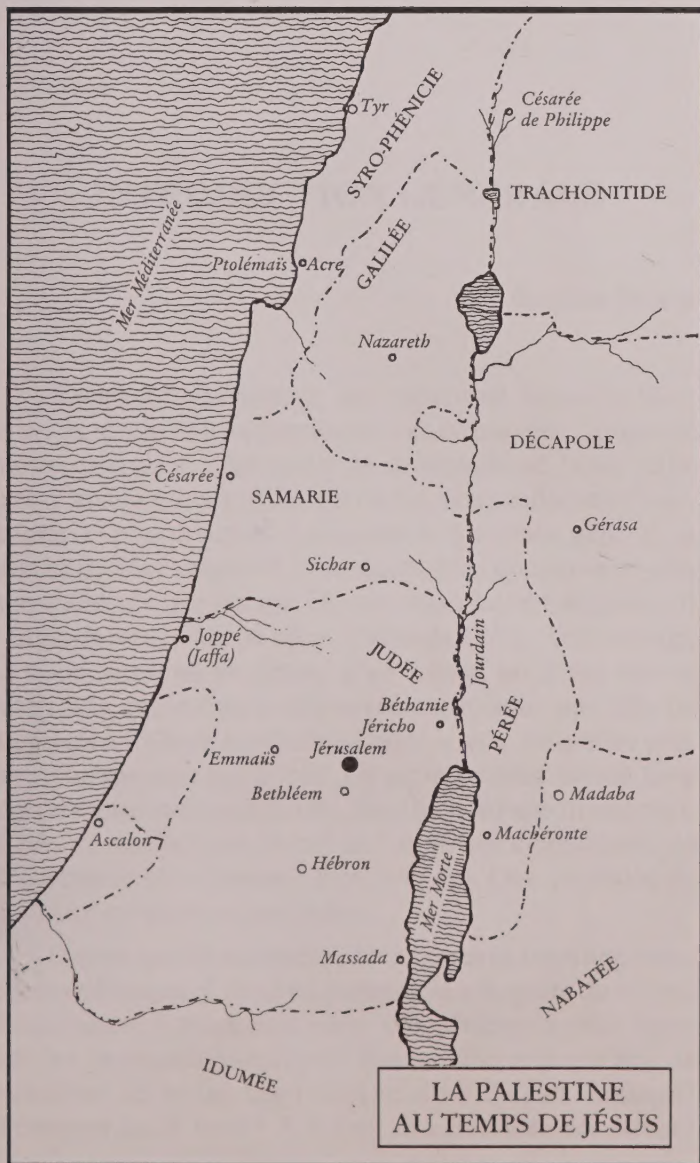 Tyr
SYRO-PHÉNICIE
Césarée
de Philippe
TRACHONITIDE
Mer Méditerranée
GALILÉE
Ptolémaïs
Acre
Nazareth
DÉCAPOLE
Césarée
SAMARIE
Gérasa
Sichar
Joppé
(Jaffa)
JUDÉE
Jourdain
Béthanie
Jéricho
PÉRÉE
Emmaüs
Jérusalem
Bethléem
Madaba
Ascalon
Machéronte
Hébron
Mer Morte
Massada
NABATÉE
IDUMÉE
LA PALESTINE
AU TEMPS DE JÉSUS